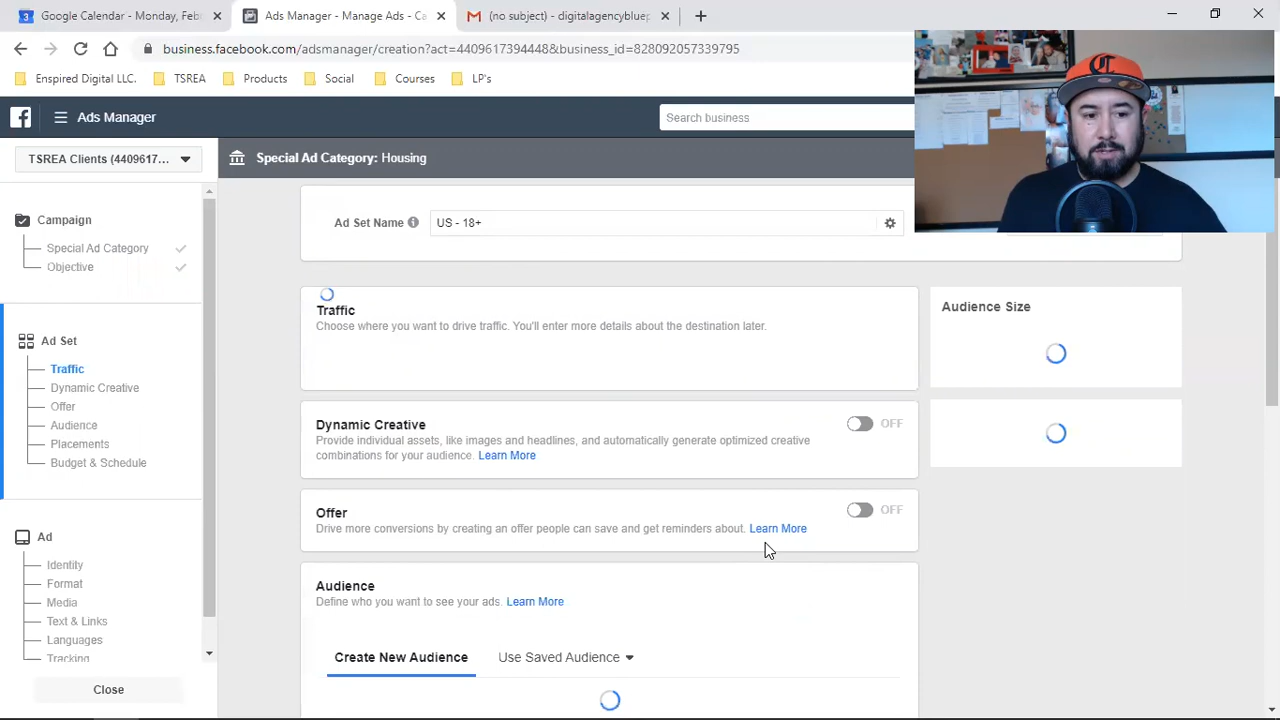 Google Calendar - Monday, Feb
Ads Manager - Manage Ads - Ca
(no subject) - digitalagencybluep
business.facebook.com/adsmanager/creation?act=4409617394448&business_id=828092057339795
Enspired Digital LLC.
TSREA
Products
Social
Courses
LP's
Ads Manager
Search business
TSREA Clients (4409617...
Special Ad Category: Housing
Campaign
Special Ad Category
Objective
Ad Set
Traffic
Dynamic Creative
Offer
Audience
Placements
Budget & Schedule
Ad
Identity
Format
Media
Text & Links
Languages
Tracking
Close
Ad Set Name
US - 18+
Traffic
Choose where you want to drive traffic. You'll enter more details about the destination later.
Audience Size
Dynamic Creative
OFF
Provide individual assets, like images and headlines, and automatically generate optimized creative
combinations for your audience. Learn More
Offer
OFF
Drive more conversions by creating an offer people can save and get reminders about. Learn More
Audience
Define who you want to see your ads. Learn More
Create New Audience
Use Saved Audience